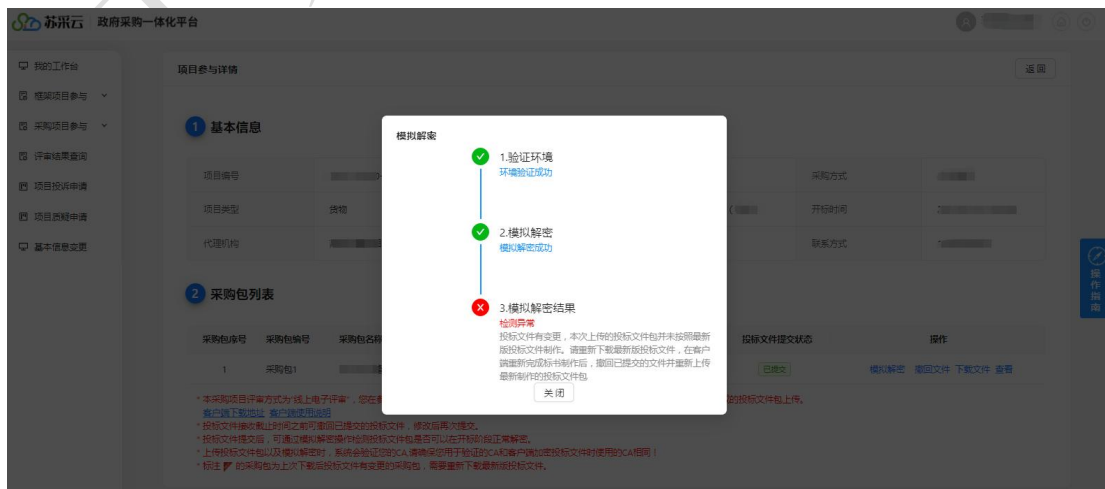 苏采云 政府采购一体化平台
我的工作台
框架项目参与
采购项目参与
评审结果查询
项目投诉申请
项目质疑申请
基本信息变更
项目参与详情
返回
1 基本信息
项目编号
采购方式
项目类型
货物
开标时间
代理机构
联系方式
2 采购包列表
采购包序号 采购包编号 采购包名称
投标文件提交状态
操作
1 采购包1
已提交
模拟解密 撤回文件 下载文件 查看
模拟解密
1.验证环境
环境验证成功
2.模拟解密
模拟解密成功
3.模拟解密结果
检测异常
投标文件有变更，本次上传的投标文件包并未按照最新
版投标文件制作。请重新下载最新版投标文件，在客户
端重新完成标书制作后，撤回已提交的文件并重新上传
最新制作的投标文件包
关闭
* 本采购项目评审方式为“线上电子评审”，您在
的投标文件包上传。
客户端下载地址 客户端使用说明
* 投标文件接收截止时间之前可撤回已提交的投标文件，修改后再次提交。
* 投标文件提交后，可通过模拟解密操作检测投标文件包是否可以在开标阶段正常解密。
* 上传投标文件包以及模拟解密时，系统会验证您的CA,请确保您用于验证的CA和客户端加密投标文件时使用的CA相同！
* 标注 的采购包为上次下载后投标文件有变更的采购包，需要重新下载最新版投标文件。
操作指南